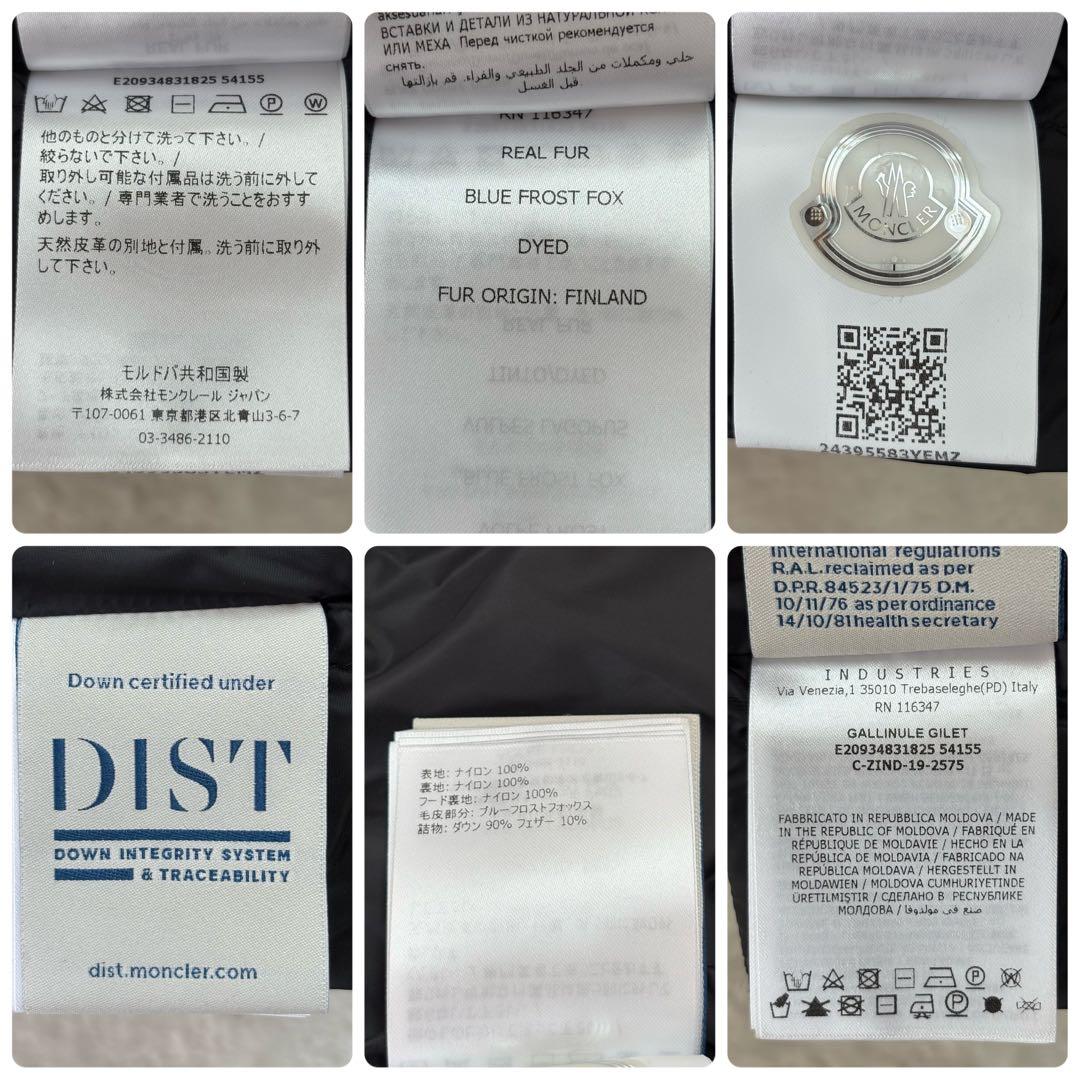 E20934831825 54155
他のものと分けて洗って下さい。/
絞らないで下さい。/
取り外し可能な付属品は洗う前に外して
ください。/ 専門業者で洗うことをおすす
めします。
天然皮革の別地と付属。洗う前に取り外
して下さい。
モルドバ共和国製
株式会社モンクレール ジャパン
〒107-0061 東京都港区北青山3-6-7
03-3486-2110
ВСТАВКИ И ДЕТАЛИ ИЗ НАТУРАЛЬНОЙ
ИЛИ МЕХА Перед чисткой рекомендуется
снять.
حلي ومكملات من الجلد الطبيعي والفراء. قم بازالتها
قبل الغسل.
RN 116347
REAL FUR
BLUE FROST FOX
DYED
FUR ORIGIN: FINLAND
MONCLER
24395583YEMZ
Down certified under
DIST
DOWN INTEGRITY SYSTEM
& TRACEABILITY
dist.moncler.com
表地: ナイロン 100%
裏地: ナイロン 100%
フード裏地: ナイロン 100%
毛皮部分: ブルーフロストフォックス
詰物: ダウン 90% フェザー 10%
international regulations
R.A.L.reclaimed as per
D.P.R.84523/1/75 D.M.
10/11/76 as per ordinance
14/10/81 health secretary
INDUSTRIES
Via Venezia,1 35010 Trebaseleghe(PD) Italy
RN 116347
GALLINULE GILET
E20934831825 54155
C-ZIND-19-2575
FABBRICATO IN REPUBBLICA MOLDOVA / MADE
IN THE REPUBLIC OF MOLDOVA / FABRIQUÉ EN
RÉPUBLIQUE DE MOLDAVIE / HECHO EN LA
REPÚBLICA DE MOLDAVIA / FABRICADO NA
REPÚBLICA MOLDAVA / HERGESTELLT IN
MOLDAWIEN / MOLDOVA CUMHURIYETINDE
ÜRETILMIŞTIR / СДЕЛАНО В РЕСПУБЛИКЕ
МОЛДОВА / صنع في مولدوفا